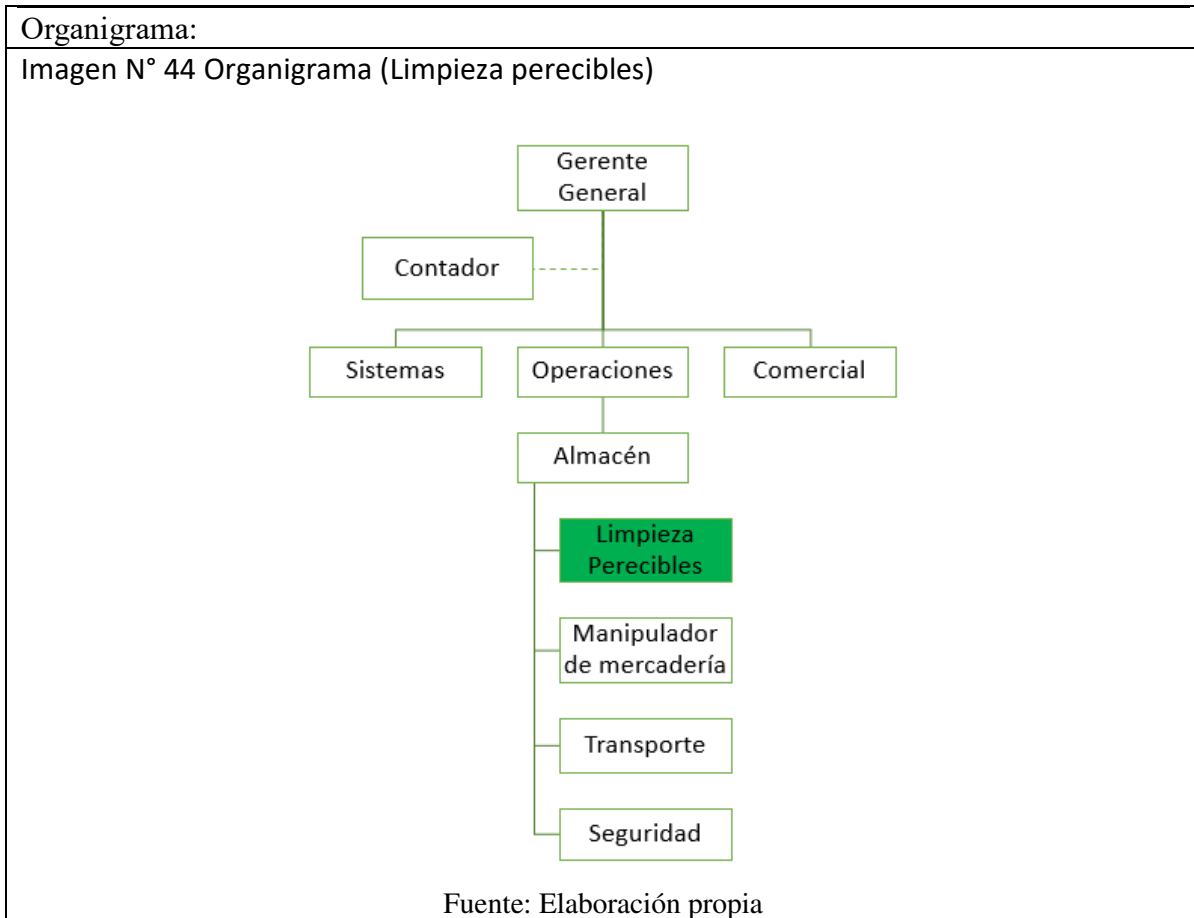 Organigrama:
Imagen N° 44 Organigrama (Limpieza perecibles)
Gerente
General
Contador
Sistemas
Operaciones
Comercial
Almacén
Limpieza
Perecibles
Manipulador
de mercadería
Transporte
Seguridad
Fuente: Elaboración propia